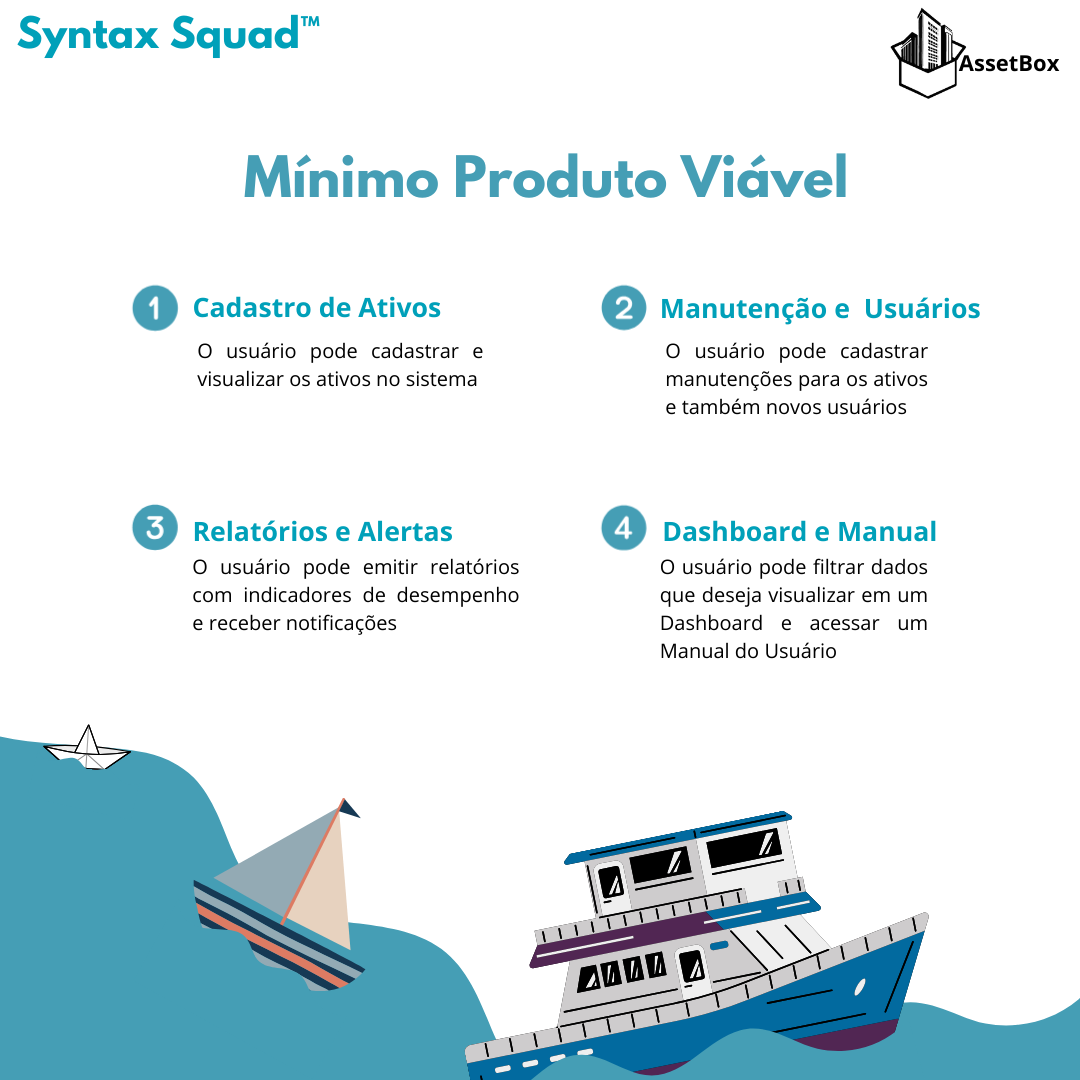 Syntax Squad™
AssetBox
Mínimo Produto Viável
1 Cadastro de Ativos
O usuário pode cadastrar e
visualizar os ativos no sistema
2 Manutenção e Usuários
O usuário pode cadastrar
manutenções para os ativos
e também novos usuários
3 Relatórios e Alertas
O usuário pode emitir relatórios
com indicadores de desempenho
e receber notificações
4 Dashboard e Manual
O usuário pode filtrar dados
que deseja visualizar em um
Dashboard e acessar um
Manual do Usuário